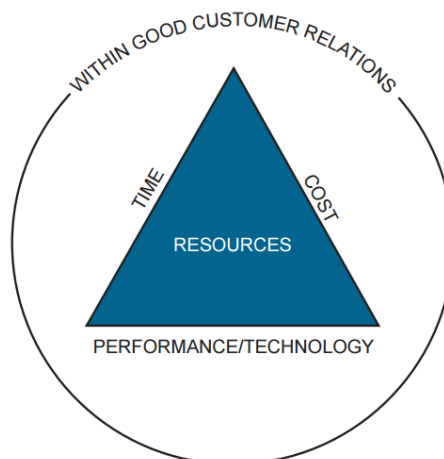 WITHIN GOOD CUSTOMER RELATIONS
TIME
COST
RESOURCES
PERFORMANCE/TECHNOLOGY